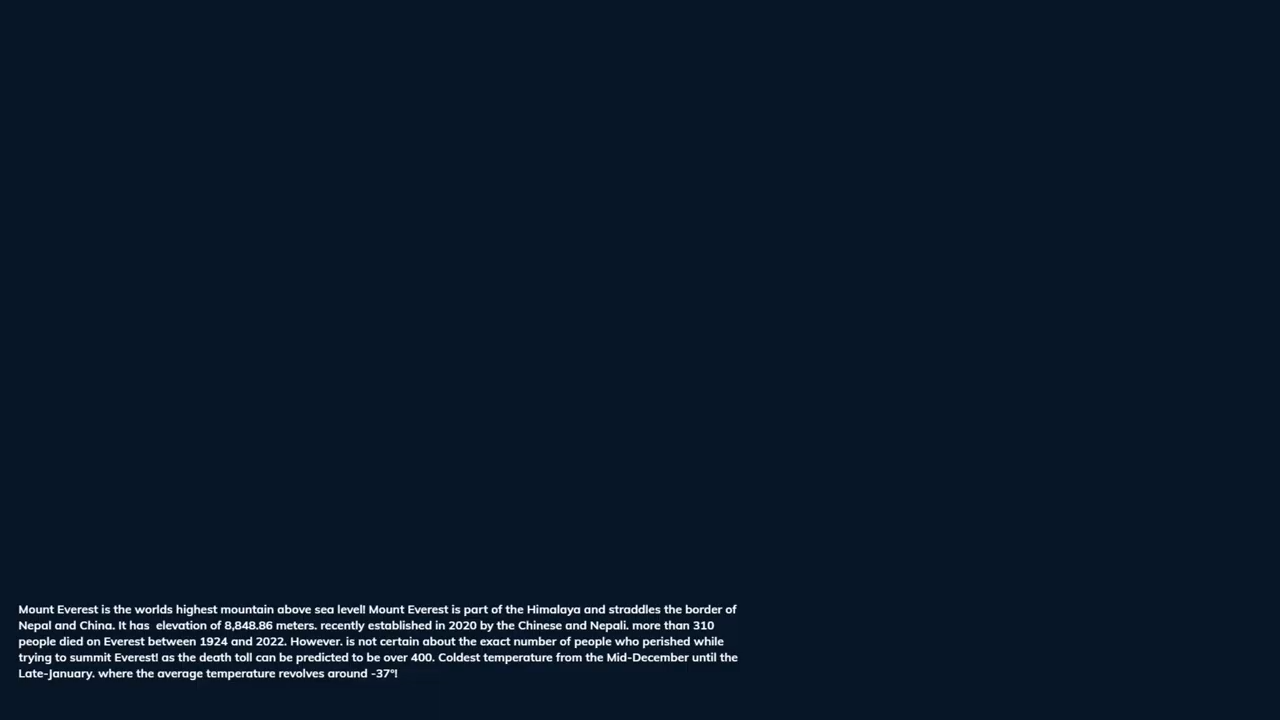 Mount Everest is the worlds highest mountain above sea level! Mount Everest is part of the Himalaya and straddles the border of
Nepal and China. It has  elevation of 8,848.86 meters. recently established in 2020 by the Chinese and Nepali. more than 310
people died on Everest between 1924 and 2022. However. is not certain about the exact number of people who perished while
trying to summit Everest! as the death toll can be predicted to be over 400. Coldest temperature from the Mid-December until the
Late-January. where the average temperature revolves around -37°!